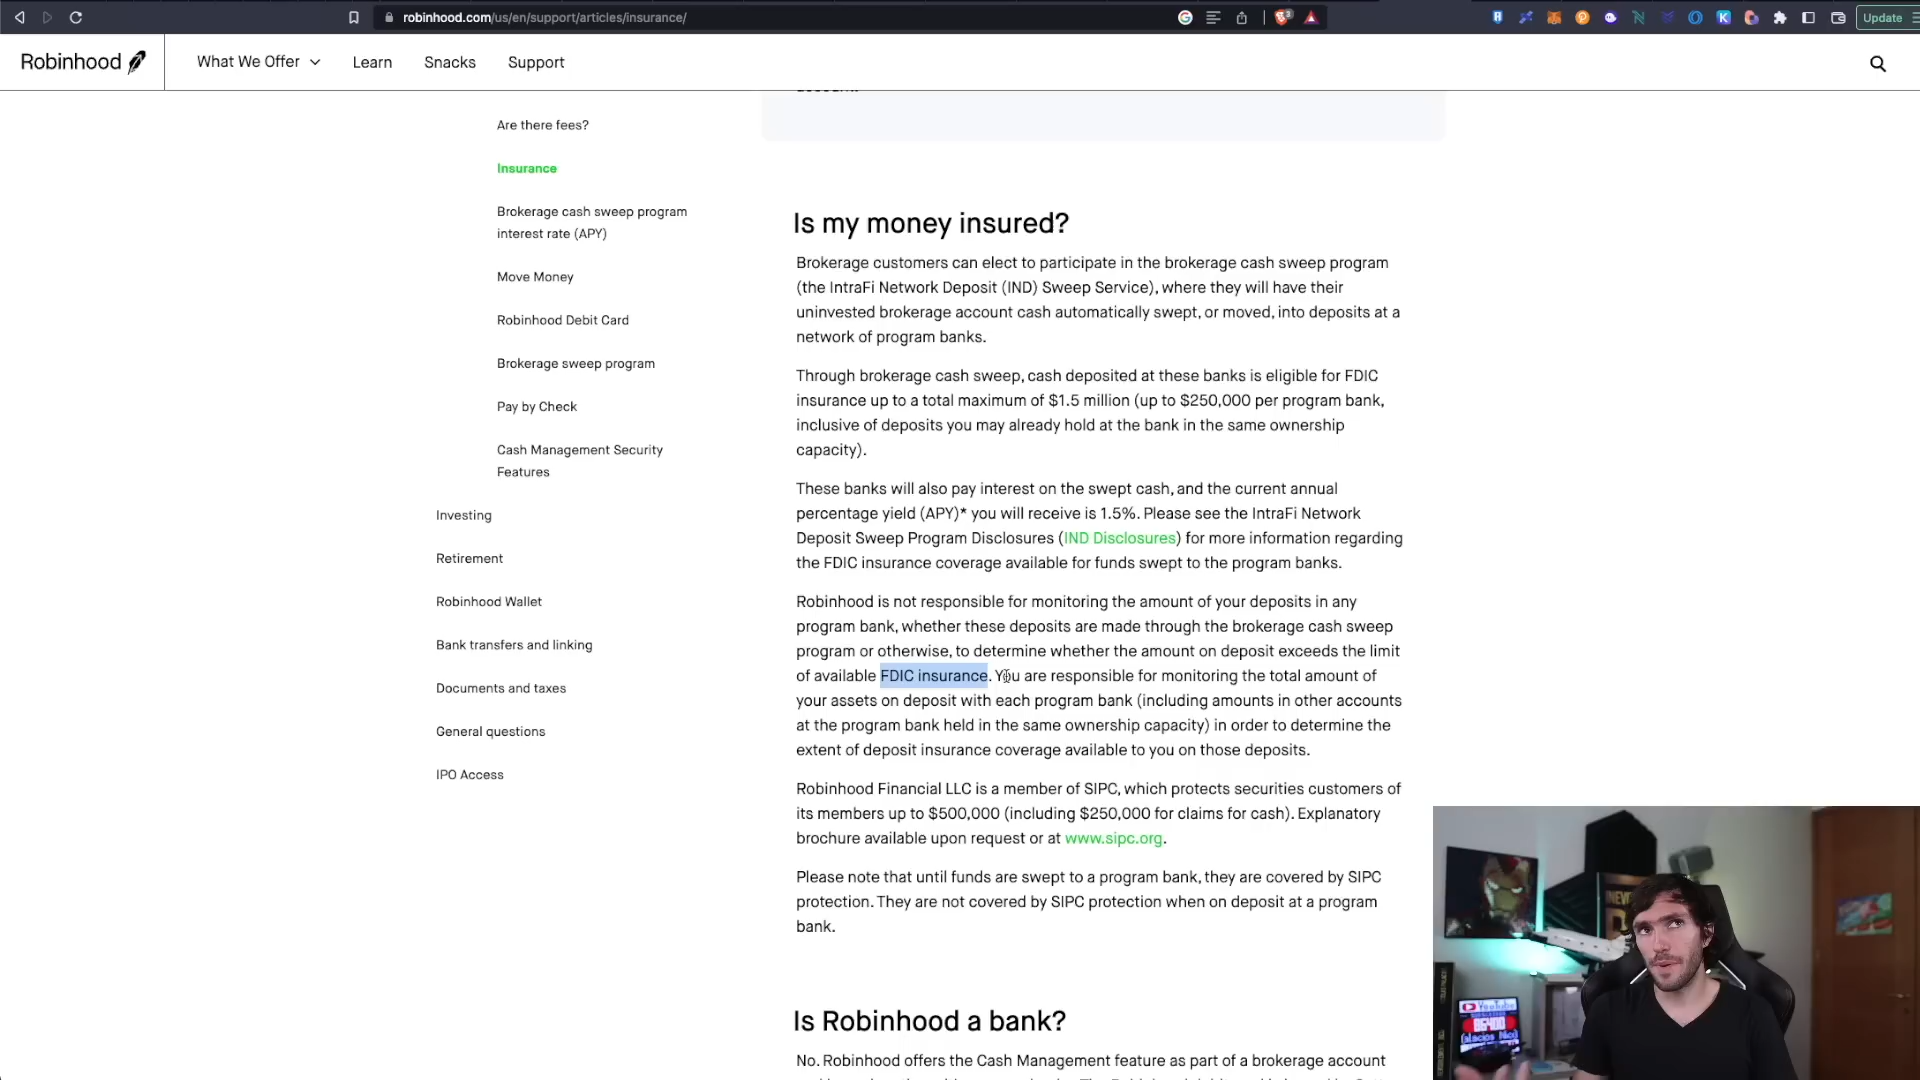 robinhood.com/us/en/support/articles/insurance/
Update
Robinhood
What We Offer
Learn
Snacks
Support
Are there fees?
Insurance
Brokerage cash sweep program
interest rate (APY)
Move Money
Robinhood Debit Card
Brokerage sweep program
Pay by Check
Cash Management Security
Features
Investing
Retirement
Robinhood Wallet
Bank transfers and linking
Documents and taxes
General questions
IPO Access
Is my money insured?
Brokerage customers can elect to participate in the brokerage cash sweep program
(the IntraFi Network Deposit (IND) Sweep Service), where they will have their
uninvested brokerage account cash automatically swept, or moved, into deposits at a
network of program banks.
Through brokerage cash sweep, cash deposited at these banks is eligible for FDIC
insurance up to a total maximum of $1.5 million (up to $250,000 per program bank,
inclusive of deposits you may already hold at the bank in the same ownership
capacity).
These banks will also pay interest on the swept cash, and the current annual
percentage yield (APY)* you will receive is 1.5%. Please see the IntraFi Network
Deposit Sweep Program Disclosures (IND Disclosures) for more information regarding
the FDIC insurance coverage available for funds swept to the program banks.
Robinhood is not responsible for monitoring the amount of your deposits in any
program bank, whether these deposits are made through the brokerage cash sweep
program or otherwise, to determine whether the amount on deposit exceeds the limit
of available FDIC insurance. You are responsible for monitoring the total amount of
your assets on deposit with each program bank (including amounts in other accounts
at the program bank held in the same ownership capacity) in order to determine the
extent of deposit insurance coverage available to you on those deposits.
Robinhood Financial LLC is a member of SIPC, which protects securities customers of
its members up to $500,000 (including $250,000 for claims for cash). Explanatory
brochure available upon request or at www.sipc.org.
Please note that until funds are swept to a program bank, they are covered by SIPC
protection. They are not covered by SIPC protection when on deposit at a program
bank.
Is Robinhood a bank?
No. Robinhood offers the Cash Management feature as part of a brokerage account
YouTube